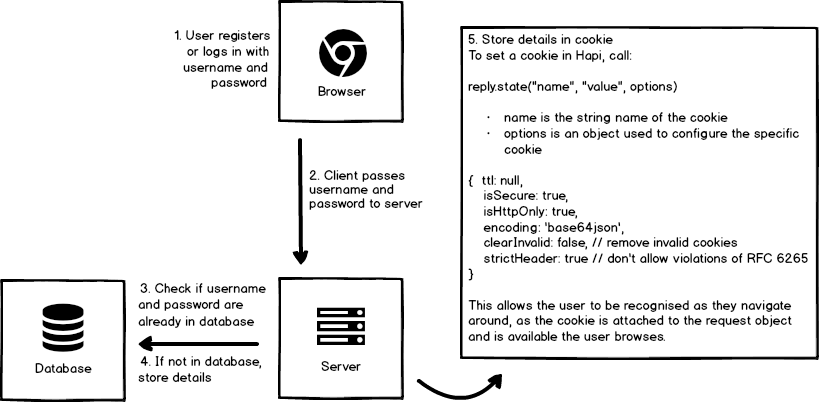 1. User registers
or logs in with
username and
password
Browser
2. Client passes
username and
password to server
3. Check if username
and password are
already in database
4. If not in database,
store details
Database
Server
5. Store details in cookie
To set a cookie in Hapi, call:
reply.state("name", "value", options)
· name is the string name of the cookie
· options is an object used to configure the specific
cookie
{ ttl: null,
isSecure: true,
isHttpOnly: true,
encoding: 'base64json',
clearInvalid: false, // remove invalid cookies
strictHeader: true // don't allow violations of RFC 6265
}
This allows the user to be recognised as they navigate
around, as the cookie is attached to the request object
and is available the user browses.